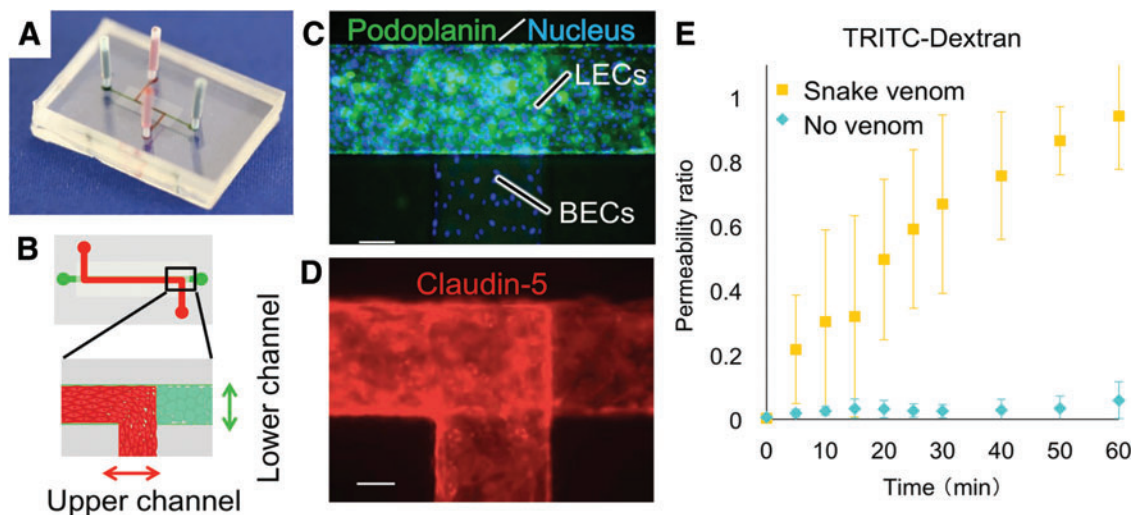 A
B
Upper channel
Lower channel
C
Podoplanin/Nucleus
LECs
BECs
D
Claudin-5
E
TRITC-Dextran
Snake venom
No venom
Permeability ratio
1
0.8
0.6
0.4
0.2
0
0 10 20 30 40 50 60
Time (min)